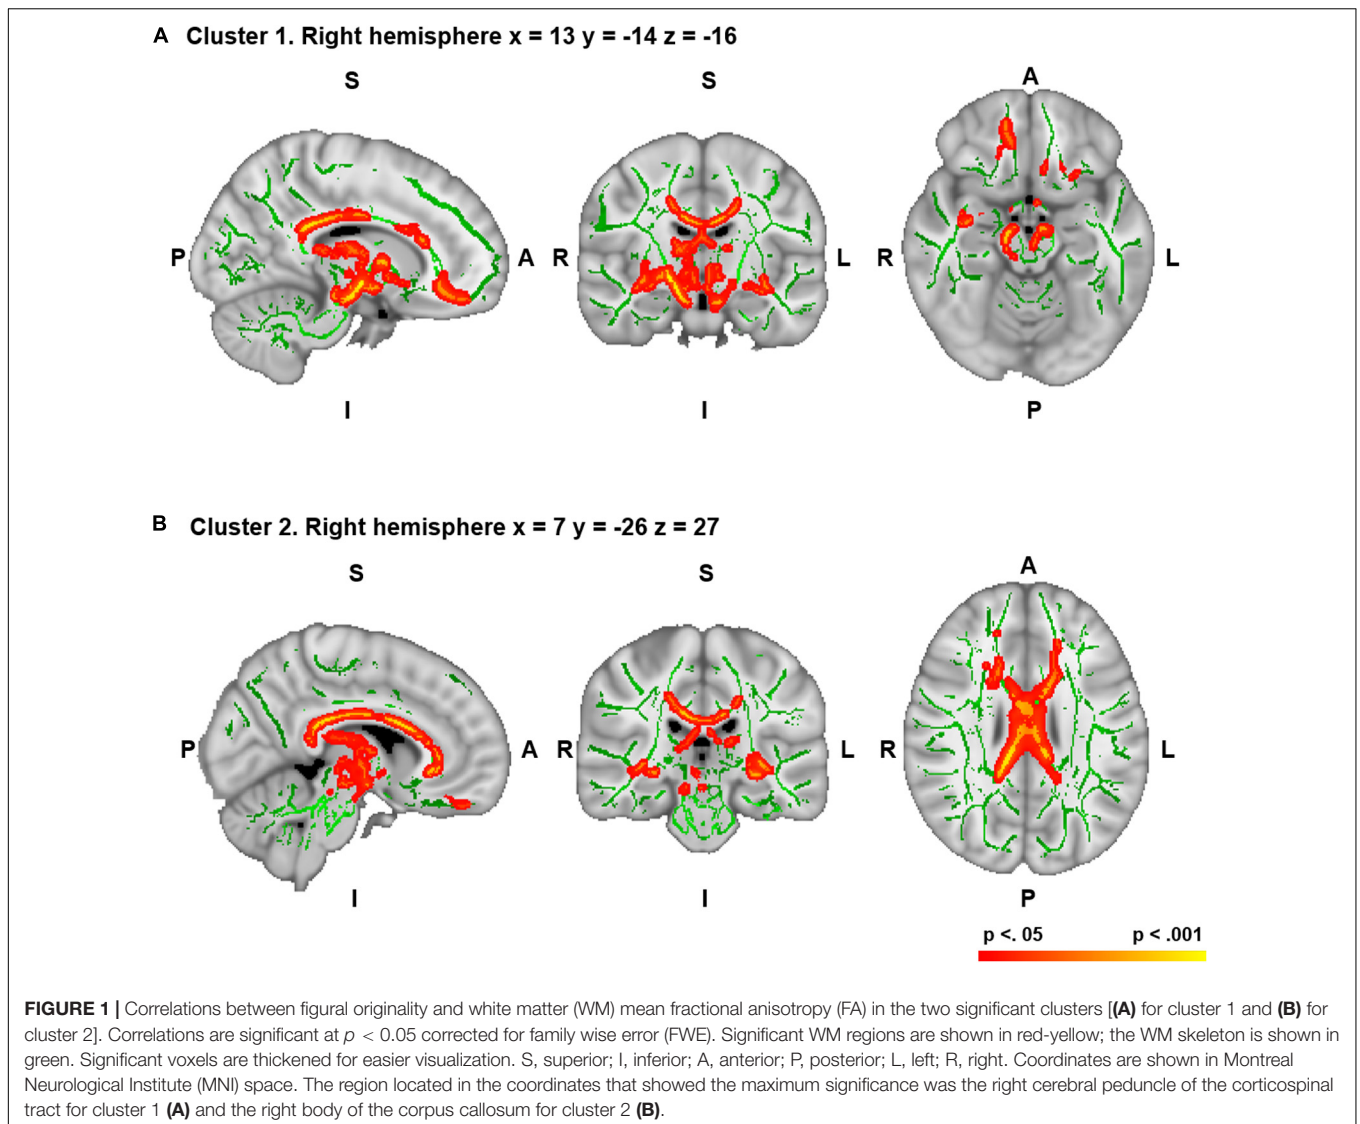 A Cluster 1. Right hemisphere x = 13 y = -14 z = -16
S S A
P A R L R L
I I P
B Cluster 2. Right hemisphere x = 7 y = -26 z = 27
S S A
P A R L R L
I I P
p <. 05 p < .001
FIGURE 1 | Correlations between figural originality and white matter (WM) mean fractional anisotropy (FA) in the two significant clusters [(A) for cluster 1 and (B) for
cluster 2]. Correlations are significant at p < 0.05 corrected for family wise error (FWE). Significant WM regions are shown in red-yellow; the WM skeleton is shown in
green. Significant voxels are thickened for easier visualization. S, superior; I, inferior; A, anterior; P, posterior; L, left; R, right. Coordinates are shown in Montreal
Neurological Institute (MNI) space. The region located in the coordinates that showed the maximum significance was the right cerebral peduncle of the corticospinal
tract for cluster 1 (A) and the right body of the corpus callosum for cluster 2 (B).